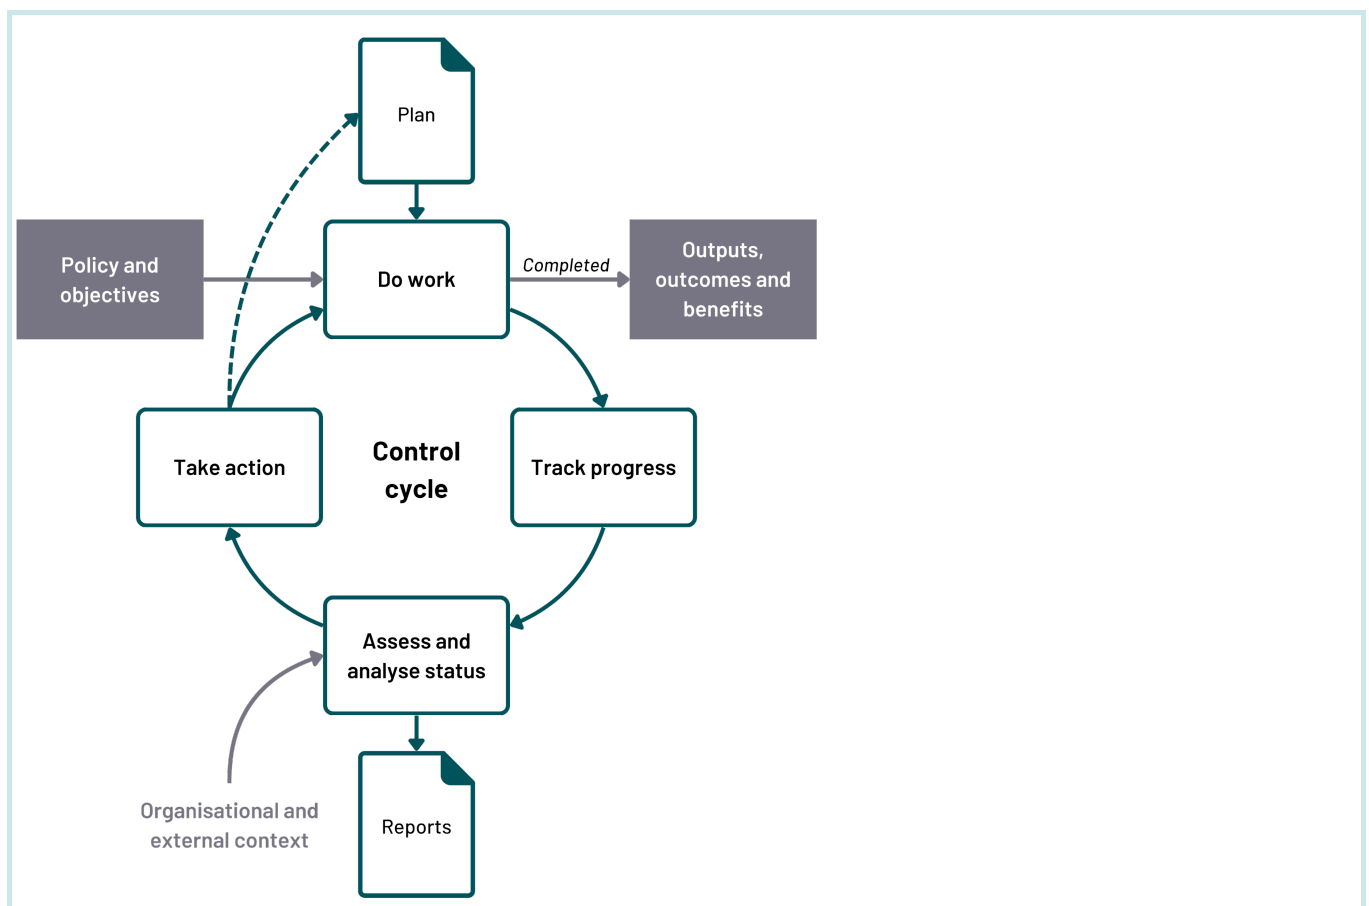 Plan
Policy and
objectives
Do work
Completed
Outputs,
outcomes and
benefits
Take action
Control
cycle
Track progress
Assess and
analyse status
Organisational and
external context
Reports